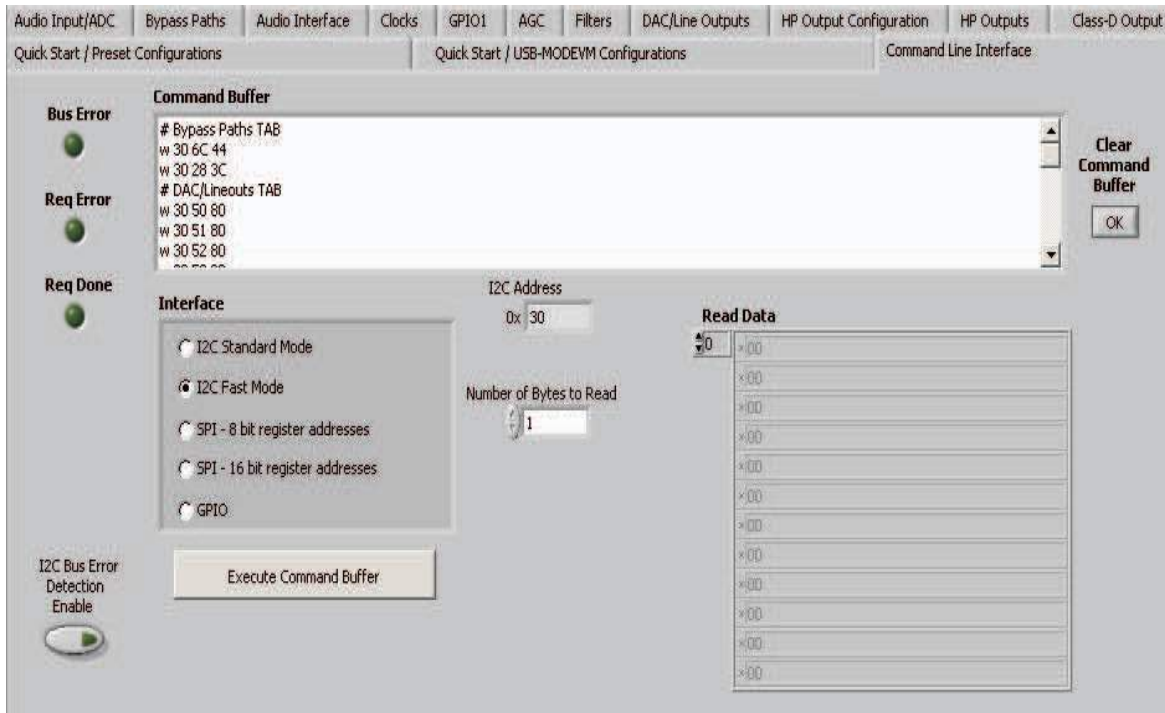 Audio Input/ADC Bypass Paths Audio Interface Clocks GPIO1 AGC Filters DAC/Line Outputs HP Output Configuration HP Outputs Class-D Output
Quick Start / Preset Configurations Quick Start / USB-MODEVM Configurations Command Line Interface
Command Buffer
Bus Error
# Bypass Paths TAB
w 30 6C 44
w 30 28 3C
# DAC/Lineouts TAB
w 30 50 80
w 30 51 80
w 30 52 80
Clear
Command
Buffer
OK
Req Error
Req Done
Interface
I2C Standard Mode
I2C Fast Mode
SPI - 8 bit register addresses
SPI - 16 bit register addresses
GPIO
I2C Address
0x 30
Number of Bytes to Read
1
Read Data
0
x00
x00
x00
x00
x00
x00
x00
x00
x00
x00
x00
x00
I2C Bus Error
Detection
Enable
Execute Command Buffer